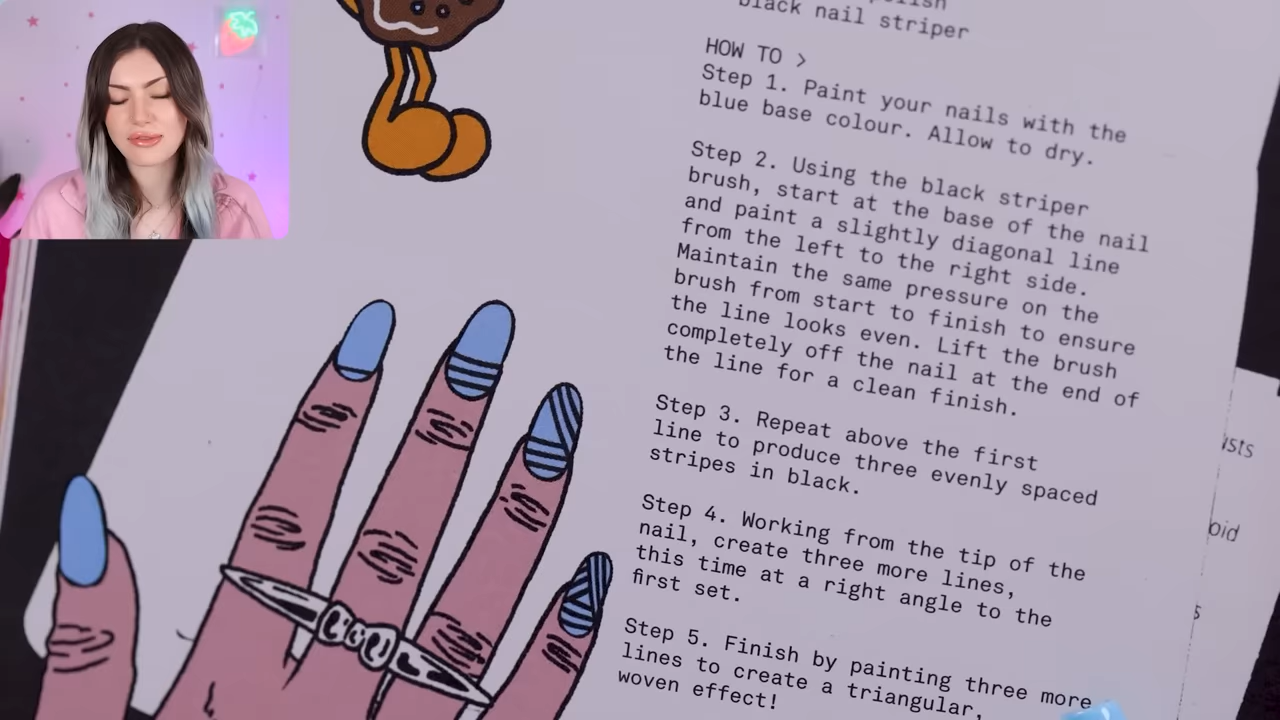 black nail striper
HOW TO >
Step 1. Paint your nails with the
blue base colour. Allow to dry.
Step 2. Using the black striper
brush, start at the base of the nail
and paint a slightly diagonal line
from the left to the right side.
Maintain the same pressure on the
brush from start to finish to ensure
the line looks even. Lift the brush
completely off the nail at the end of
the line for a clean finish.
Step 3. Repeat above the first
line to produce three evenly spaced
stripes in black.
Step 4. Working from the tip of the
nail, create three more lines,
this time at a right angle to the
first set.
Step 5. Finish by painting three more
lines to create a triangular,
woven effect!